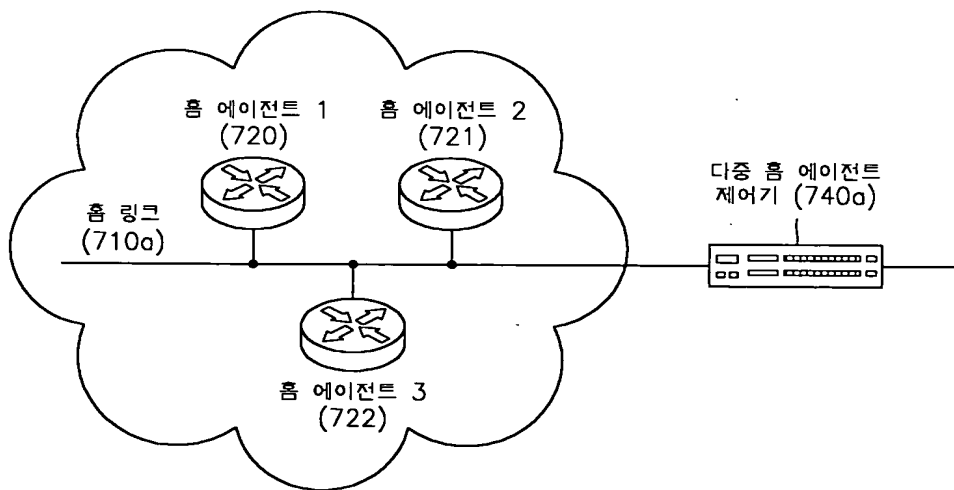 홈 에이전트 1
(720)
홈 에이전트 2
(721)
다중 홈 에이전트
제어기 (740a)
홈 링크
(710a)
홈 에이전트 3
(722)